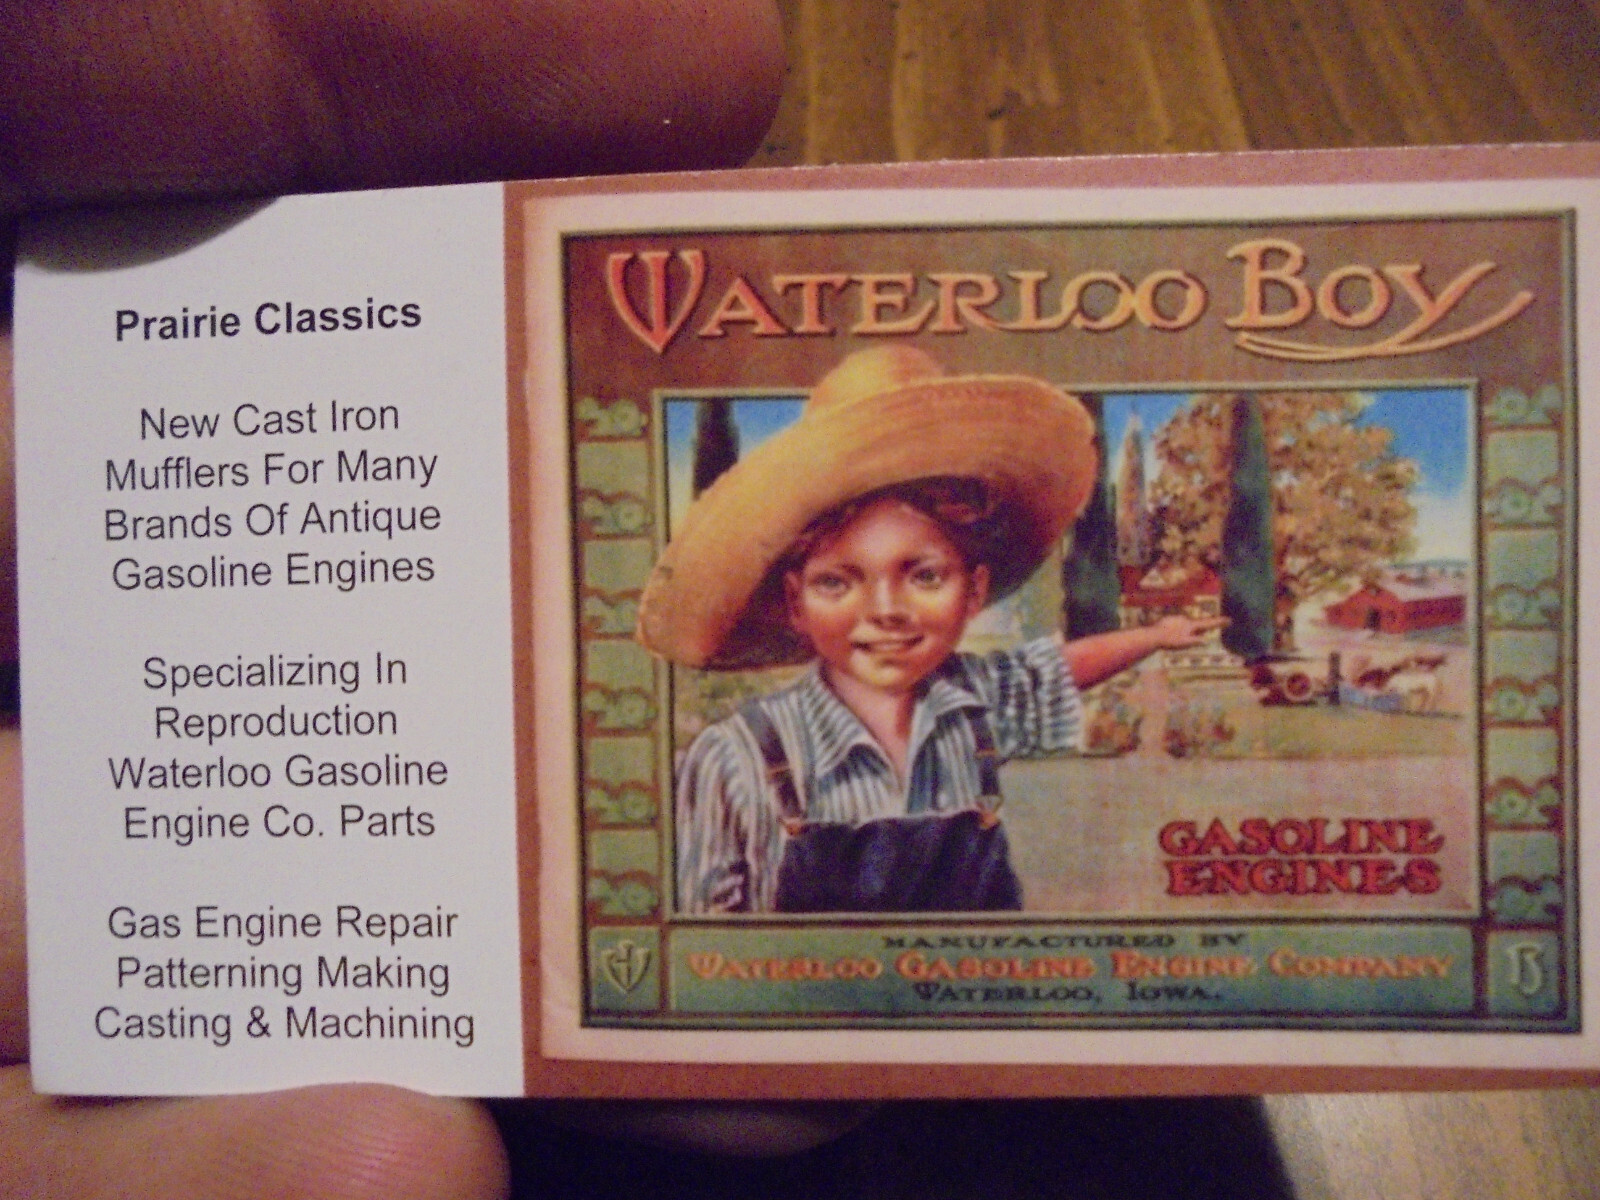 Prairie Classics
New Cast Iron
Mufflers For Many
Brands Of Antique
Gasoline Engines
Specializing In
Reproduction
Waterloo Gasoline
Engine Co. Parts
Gas Engine Repair
Patterning Making
Casting & Machining
WATERLOO BOY
GASOLINE
ENGINES
MANUFACTURED BY
WATERLOO GASOLINE ENGINE COMPANY
WATERLOO, IOWA.